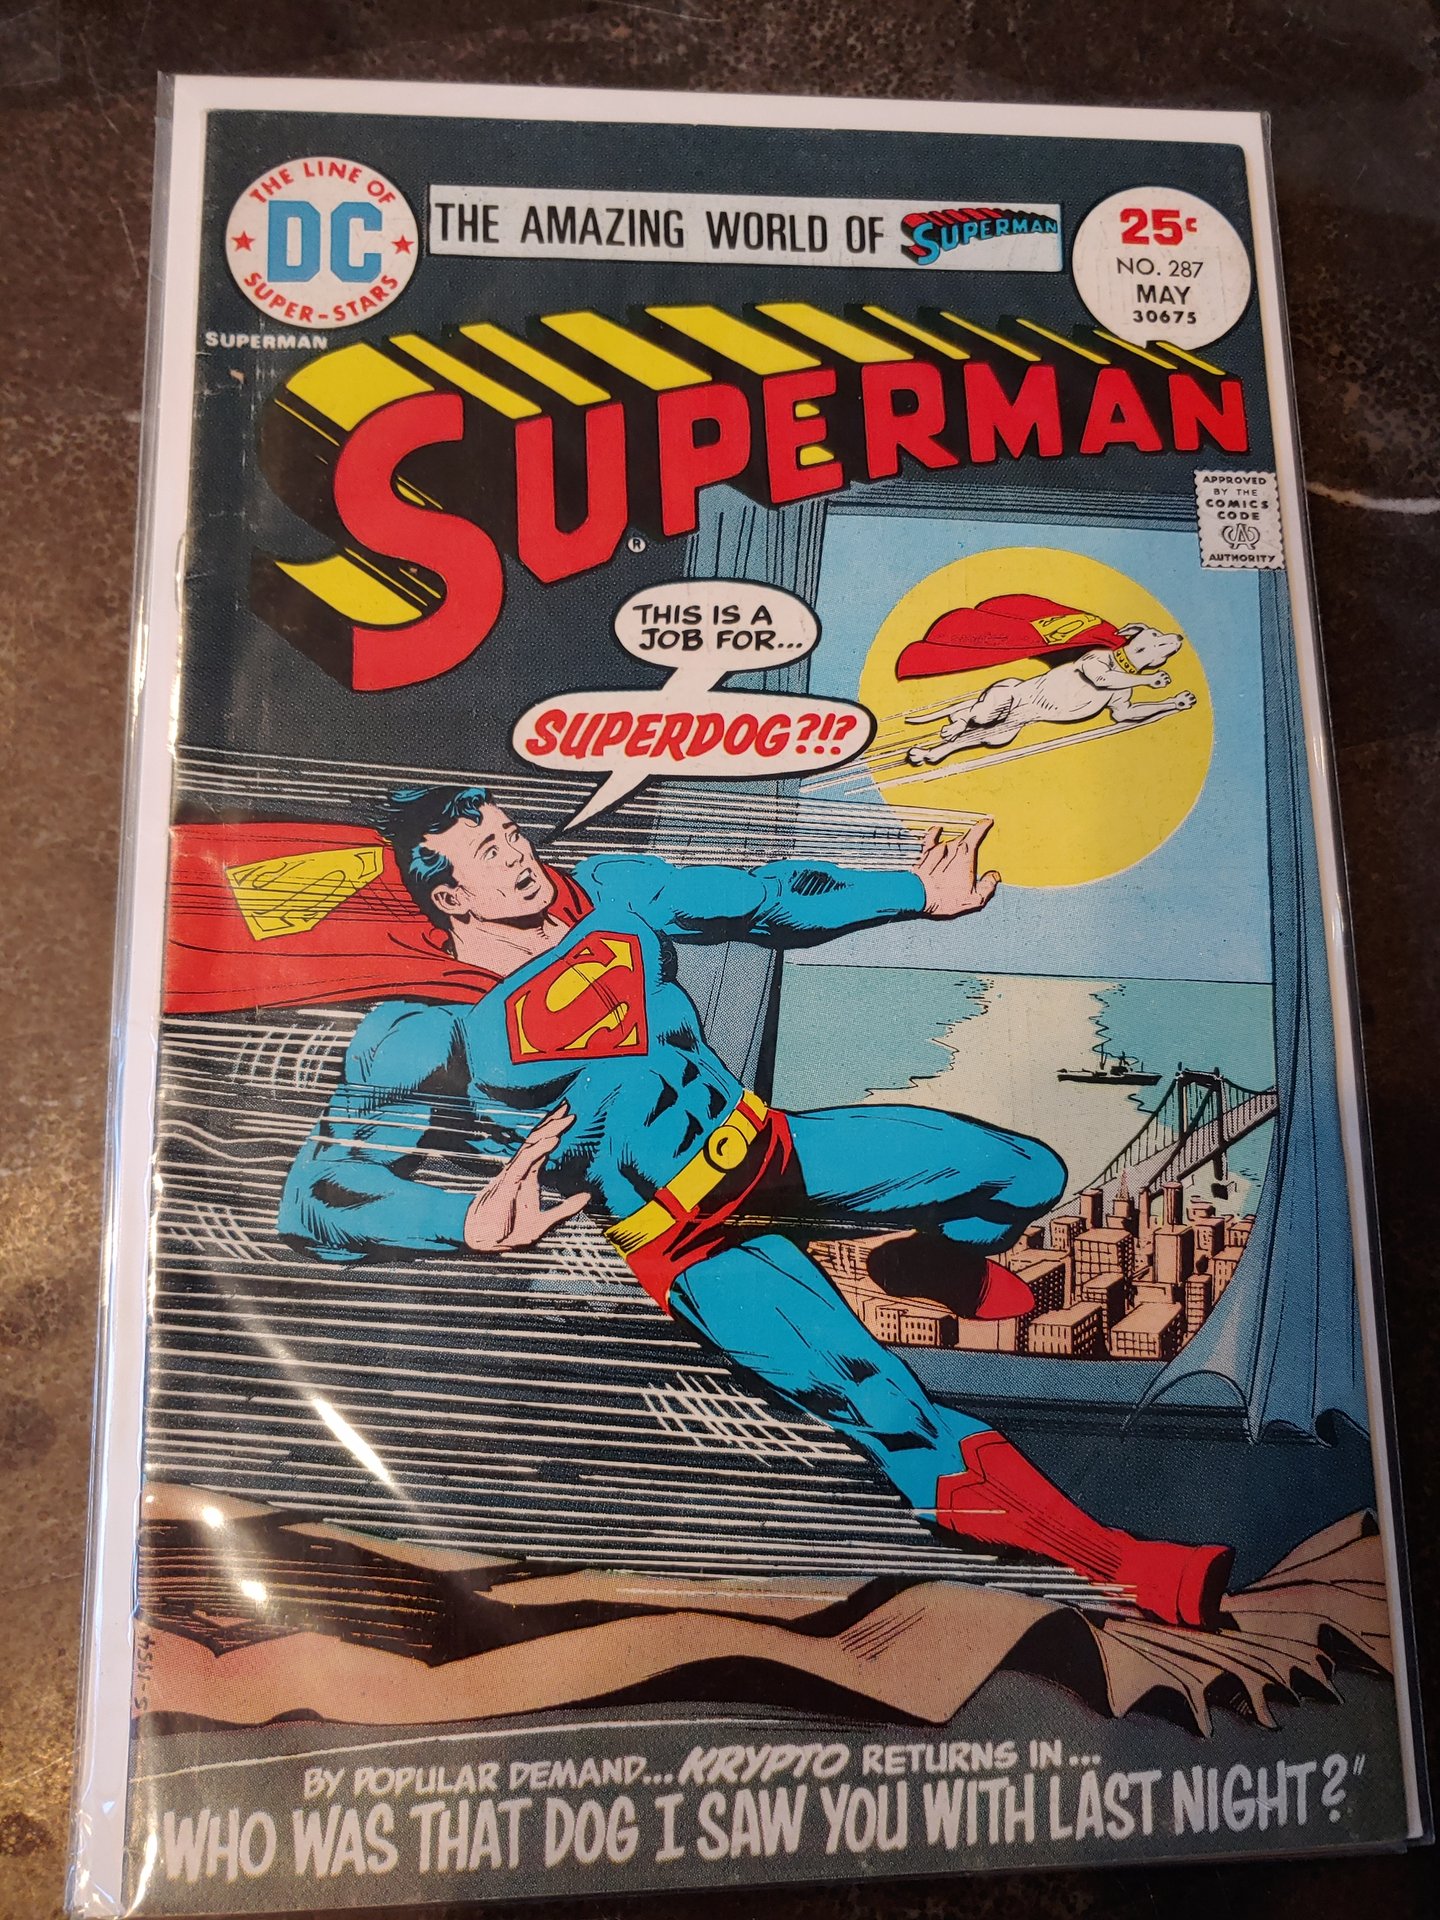 THE LINE OF
DC
SUPER-STARS
THE AMAZING WORLD OF SUPERMAN
25¢
NO. 287
MAY
30675
SUPERMAN
SUPERMAN
®
APPROVED
BY THE
COMICS
CODE
CA
AUTHORITY
THIS IS A
JOB FOR...
SUPERDOG?!?
S
S
S
S-1954
BY POPULAR DEMAND... KRYPTO RETURNS IN...
WHO WAS THAT DOG I SAW YOU WITH LAST NIGHT?"